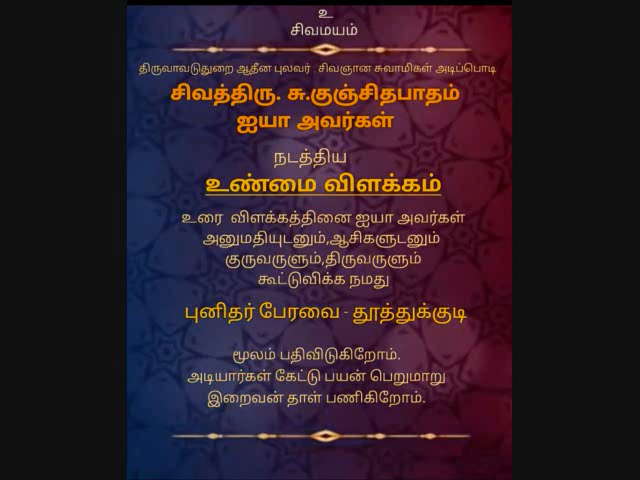 உ
சிவமயம்
திருவாவடுதுறை ஆதீன புலவர் . சிவஞான சுவாமிகள் அடிப்பொடி
சிவத்திரு. சு.குஞ்சிதபாதம்
ஐயா அவர்கள்
நடத்திய
உண்மை விளக்கம்
உரை விளக்கத்தினை ஐயா அவர்கள்
அனுமதியுடனும்,ஆசிகளுடனும்
குருவருளும்,திருவருளும்
கூட்டுவிக்க நமது
புனிதர் பேரவை - தூத்துக்குடி
மூலம் பதிவிடுகிறோம்.
அடியார்கள் கேட்டு பயன் பெறுமாறு
இறைவன் தாள் பணிகிறோம்.